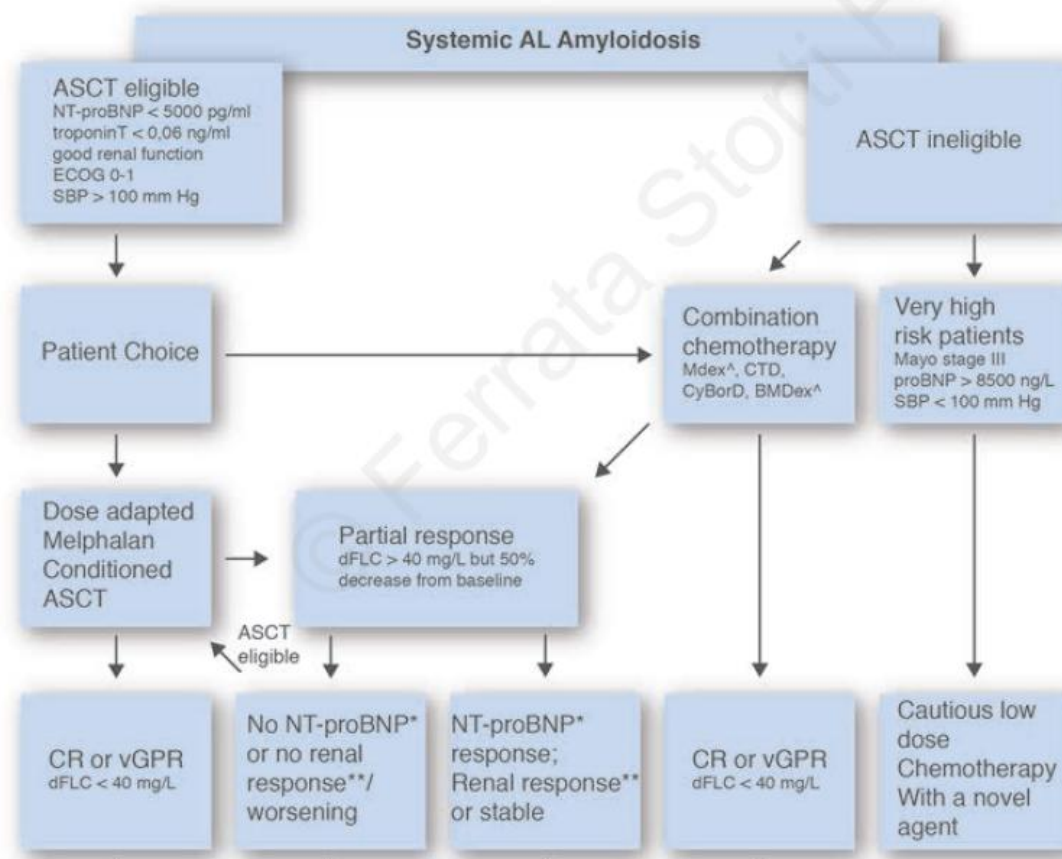 Systemic AL Amyloidosis
ASCT eligible
NT-proBNP < 5000 pg/ml
troponinT < 0,06 ng/ml
good renal function
ECOG 0-1
SBP > 100 mm Hg
ASCT ineligible
Patient Choice
Combination
chemotherapy
Mdex^, CTD,
CyBorD, BMDex^
Very high
risk patients
Mayo stage III
proBNP > 8500 ng/L
SBP < 100 mm Hg
Dose adapted
Melphalan
Conditioned
ASCT
Partial response
dFLC > 40 mg/L but 50%
decrease from baseline
ASCT
eligible
CR or vGPR
dFLC < 40 mg/L
No NT-proBNP*
or no renal
response**/
worsening
NT-proBNP*
response;
Renal response**
or stable
CR or vGPR
dFLC < 40 mg/L
Cautious low
dose
Chemotherapy
With a novel
agent
© Ferrata Storti F